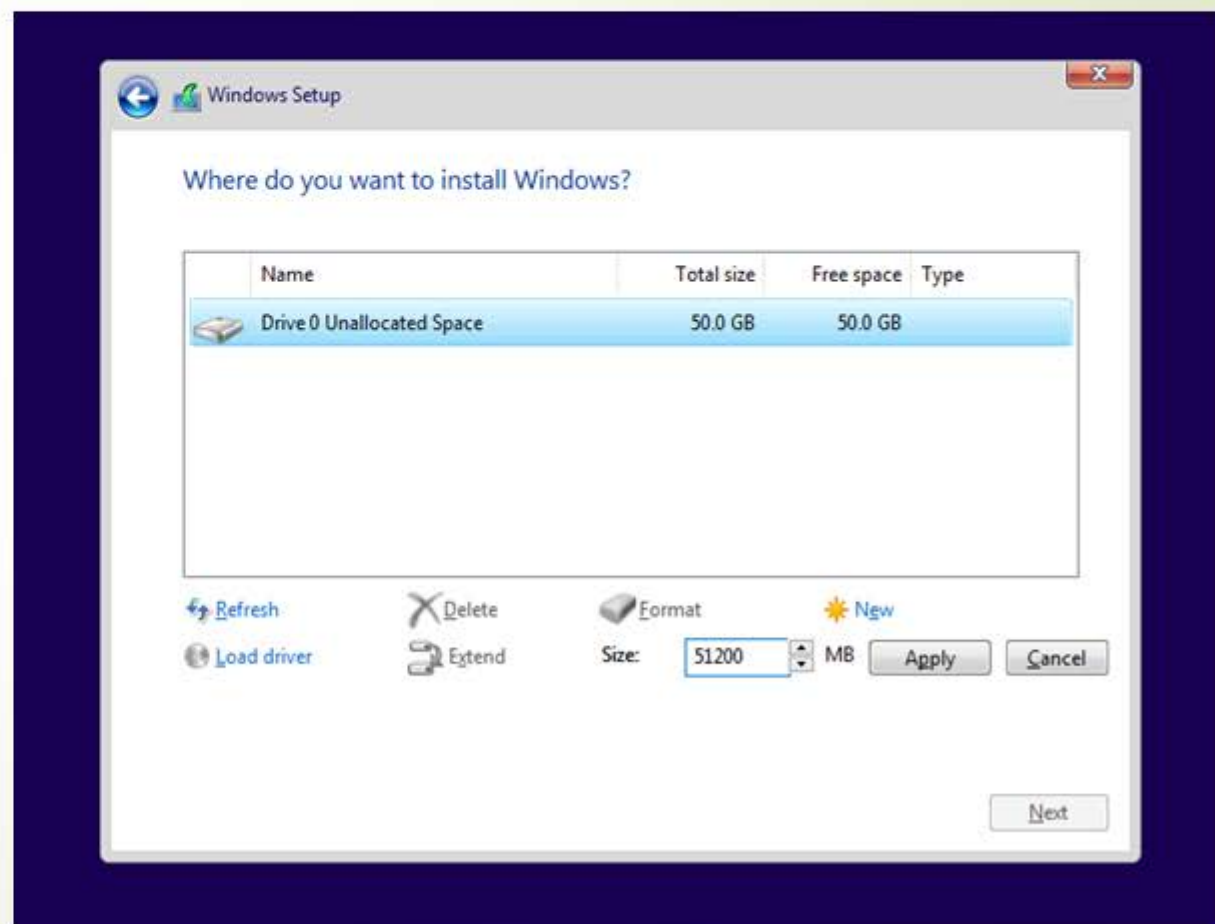 Windows Setup
Where do you want to install Windows?
Name Total size Free space Type
Drive 0 Unallocated Space 50.0 GB 50.0 GB
Refresh Delete Format New
Load driver Extend Size: 51200 MB Apply Cancel
Next